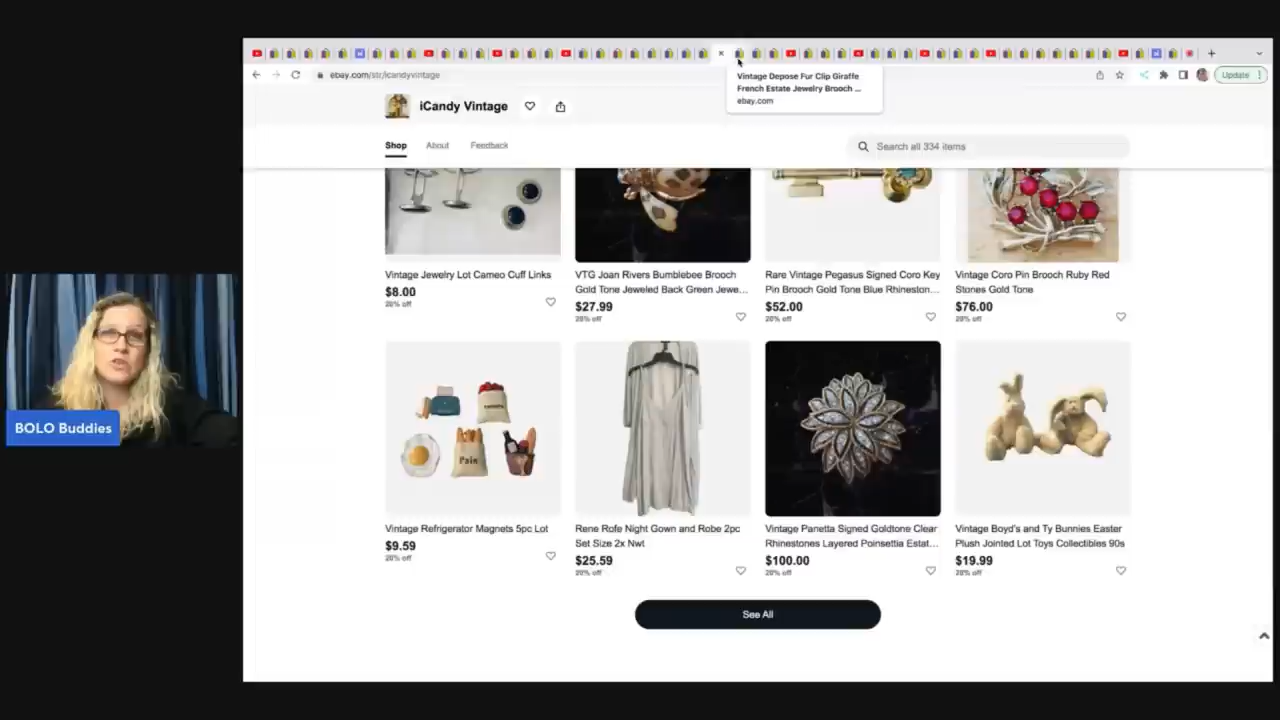 ebay.com/str/icandyvintage
Update
Vintage Depose Fur Clip Giraffe
French Estate Jewelry Brooch ...
ebay.com
iCandy Vintage
Shop
About
Feedback
Search all 334 items
Vintage Jewelry Lot Cameo Cuff Links
$8.00
20% off
VTG Joan Rivers Bumblebee Brooch
Gold Tone Jeweled Back Green Jewe...
$27.99
20% off
Rare Vintage Pegasus Signed Coro Key
Pin Brooch Gold Tone Blue Rhineston...
$52.00
20% off
Vintage Coro Pin Brooch Ruby Red
Stones Gold Tone
$76.00
20% off
Pain
Vintage Refrigerator Magnets 5pc Lot
$9.59
20% off
Rene Rofe Night Gown and Robe 2pc
Set Size 2x Nwt
$25.59
20% off
Vintage Panetta Signed Goldtone Clear
Rhinestones Layered Poinsettia Estat...
$100.00
20% off
Vintage Boyd's and Ty Bunnies Easter
Plush Jointed Lot Toys Collectibles 90s
$19.99
20% off
See All
BOLO Buddies